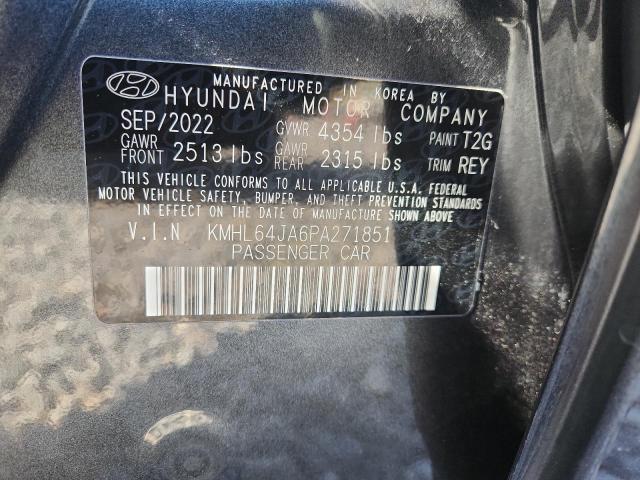 MANUFACTURED IN KOREA BY
HYUNDAI MOTOR COMPANY
SEP/2022 GVWR 4354 lbs PAINT T2G
GAWR FRONT 2513 lbs GAWR REAR 2315 lbs TRIM REY
THIS VEHICLE CONFORMS TO ALL APPLICABLE U.S.A. FEDERAL
MOTOR VEHICLE SAFETY, BUMPER, AND THEFT PREVENTION STANDARDS
IN EFFECT ON THE DATE OF MANUFACTURE SHOWN ABOVE
V.I.N KMHL64JA6PA271851
PASSENGER CAR